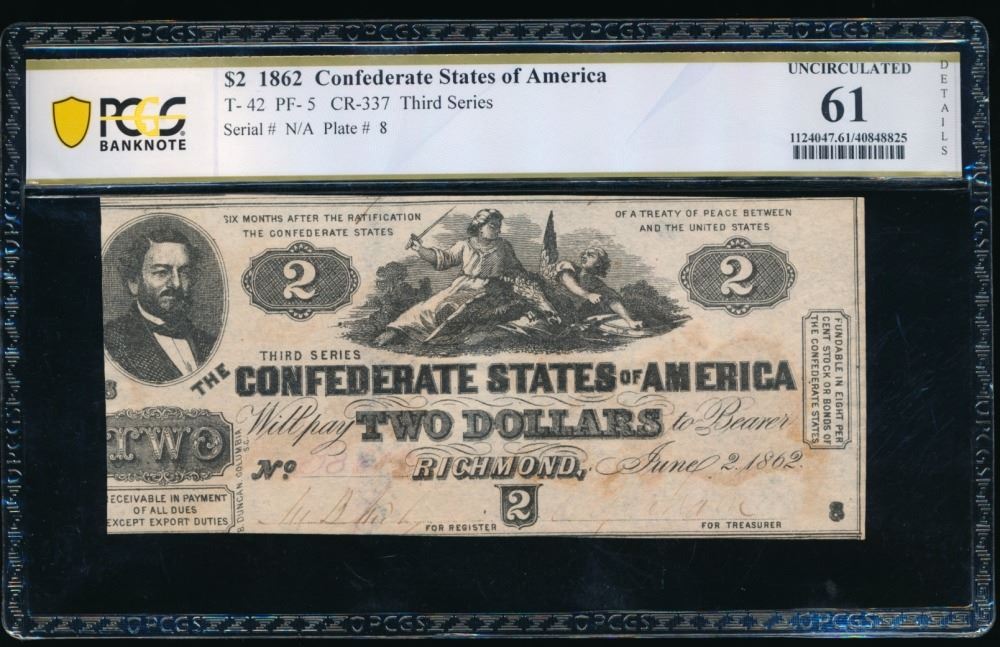 $2 1862 Confederate States of America
T- 42 PF- 5 CR-337 Third Series
Serial # N/A Plate # 8
PCGS
BANKNOTE
UNCIRCULATED
61
1124047.61/40848825
DETAILS
SIX MONTHS AFTER THE RATIFICATION
THE CONFEDERATE STATES
OF A TREATY OF PEACE BETWEEN
AND THE UNITED STATES
2
2
THIRD SERIES
THE CONFEDERATE STATES OF AMERICA
Will pay TWO DOLLARS to Bearer
No
RICHMOND, June 2. 1862.
FUNDABLE IN EIGHT PER
CENT STOCK OR BONDS OF
THE CONFEDERATE STATES
8
TWO
B. DUNCAN. COLUMBIA S.C.
ECEIVABLE IN PAYMENT
OF ALL DUES
EXCEPT EXPORT DUTIES
2
FOR REGISTER
FOR TREASURER
8